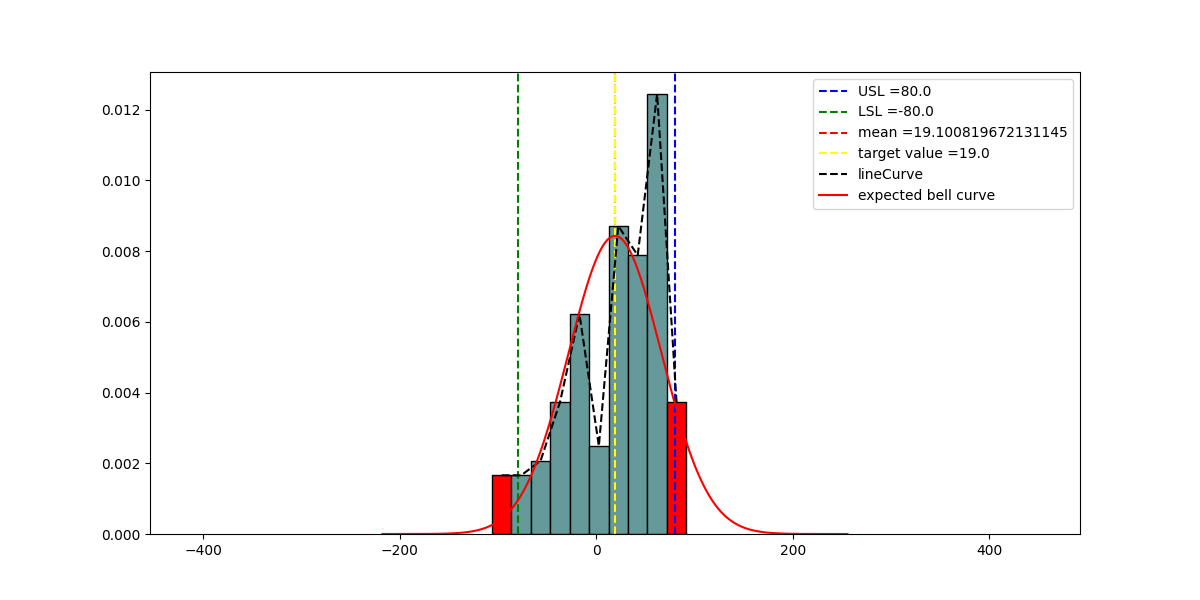 USL =80.0
LSL =-80.0
mean =19.100819672131145
target value =19.0
lineCurve
expected bell curve
0.012
0.010
0.008
0.006
0.004
0.002
0.000
−400
−200
0
200
400